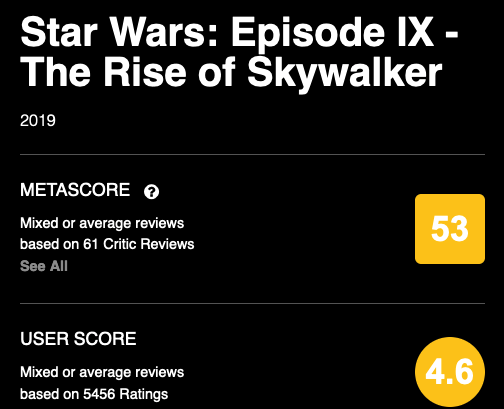 Star Wars: Episode IX -
The Rise of Skywalker
2019
METASCORE ?
Mixed or average reviews
based on 61 Critic Reviews
See All
53
USER SCORE
Mixed or average reviews
based on 5456 Ratings
4.6